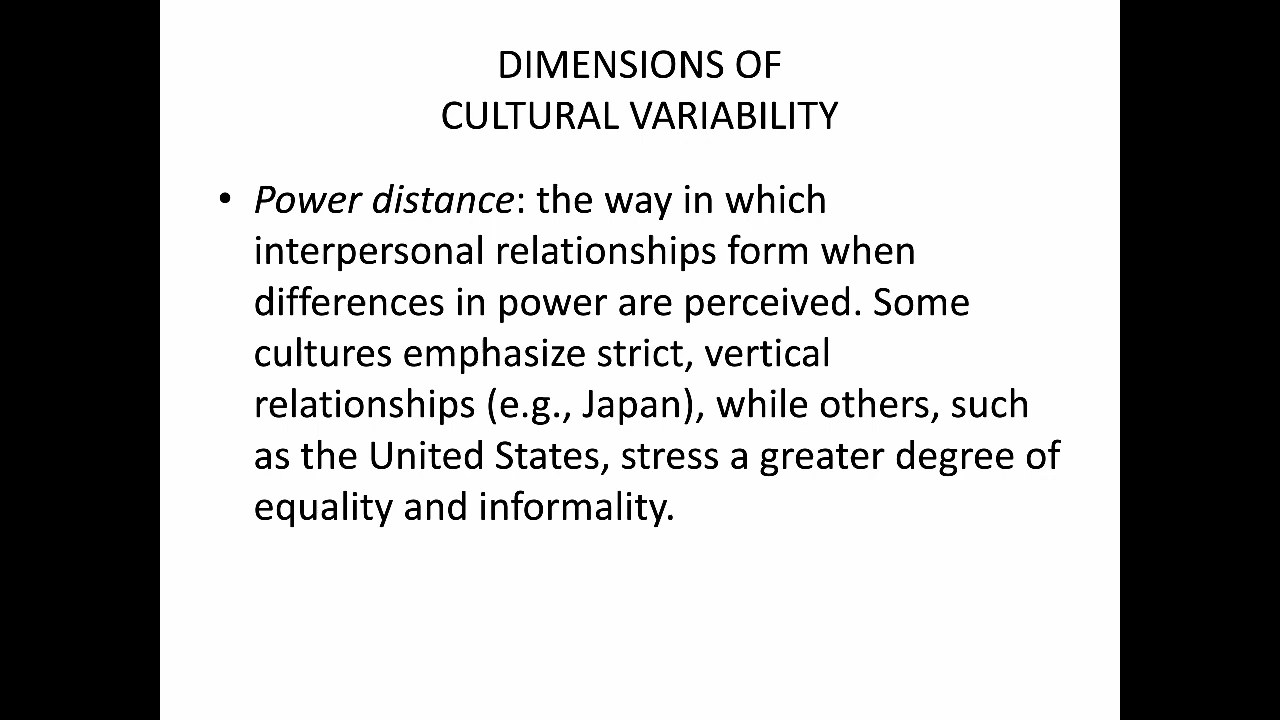 DIMENSIONS OF
CULTURAL VARIABILITY
• Power distance: the way in which
interpersonal relationships form when
differences in power are perceived. Some
cultures emphasize strict, vertical
relationships (e.g., Japan), while others, such
as the United States, stress a greater degree of
equality and informality.